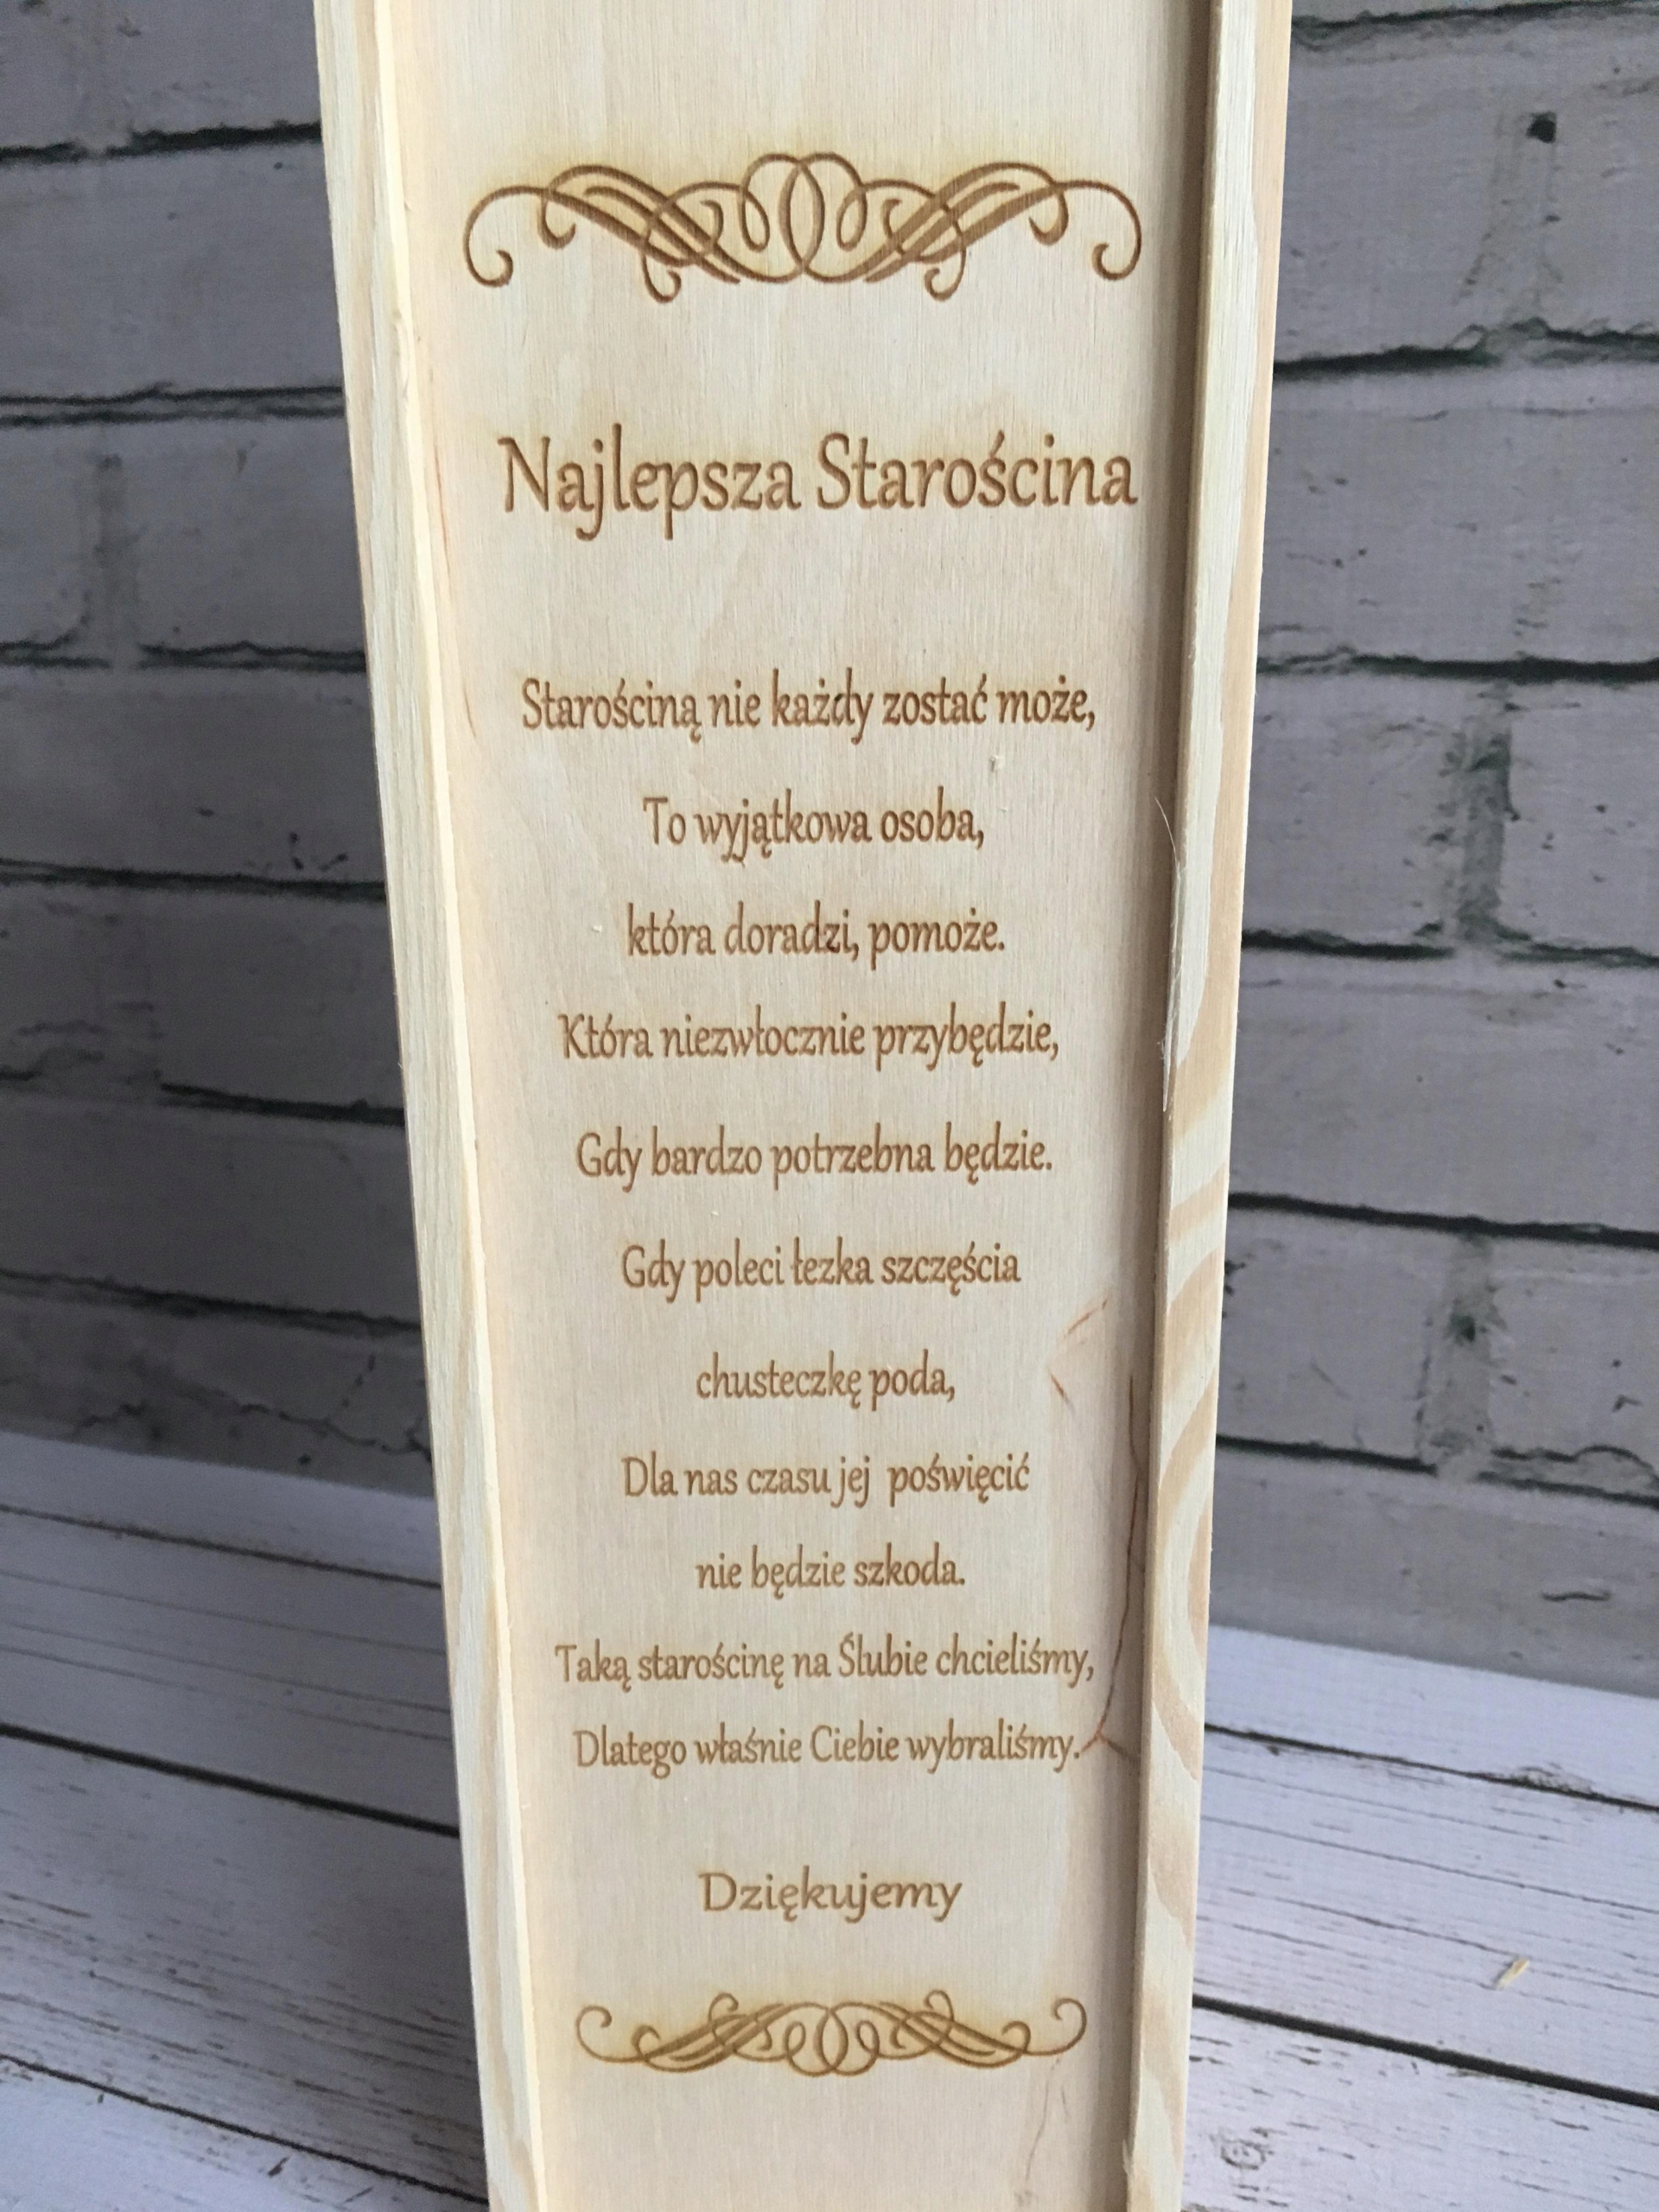 Najlepsza Starościna
Starościną nie każdy zostać może,
To wyjątkowa osoba,
która doradzi, pomoże.
Która niezwłocznie przybędzie,
Gdy bardzo potrzebna będzie.
Gdy poleci łezka szczęścia
chusteczkę poda,
Dla nas czasu jej poświęcić
nie będzie szkoda.
Taką starościnę na Ślubie chcieliśmy,
Dlatego właśnie Ciebie wybraliśmy.
Dziękujemy